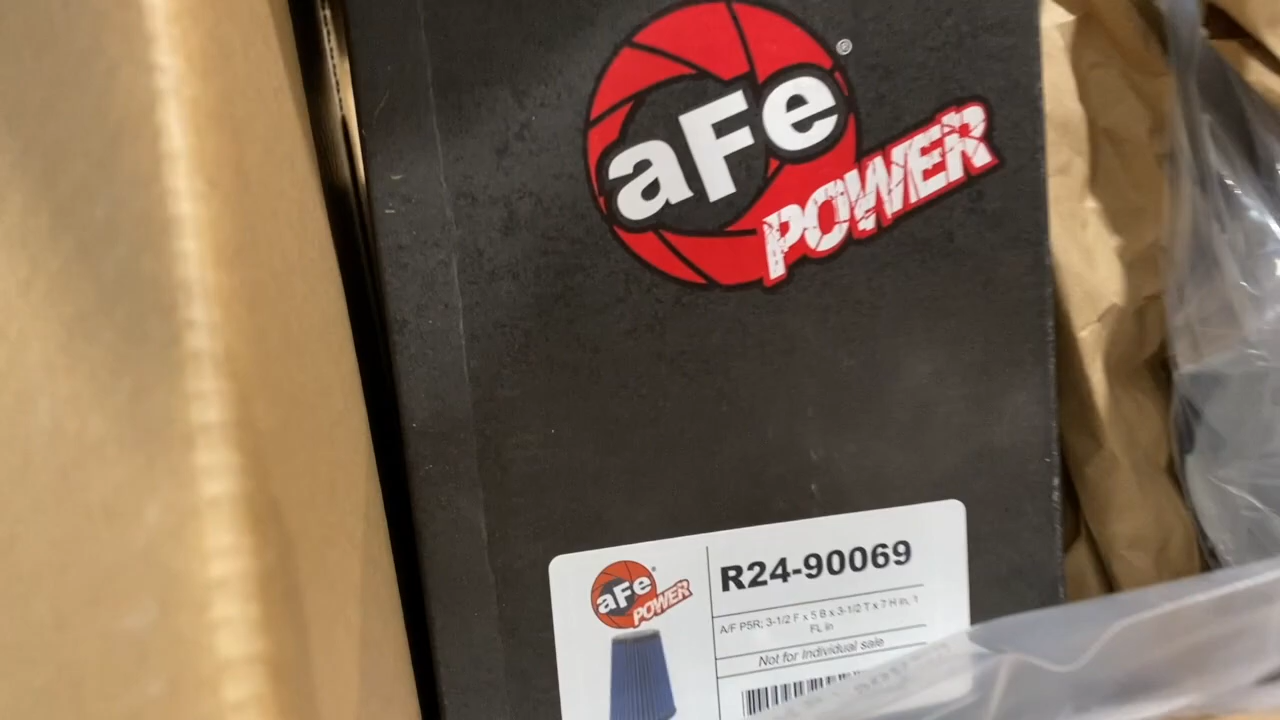 aFe®
POWER
aFe
POWER
R24-90069
A/F P5R; 3-1/2 F x 5 B x 3-1/2 T x 7 H in, 1
FL in
Not for Individual sale